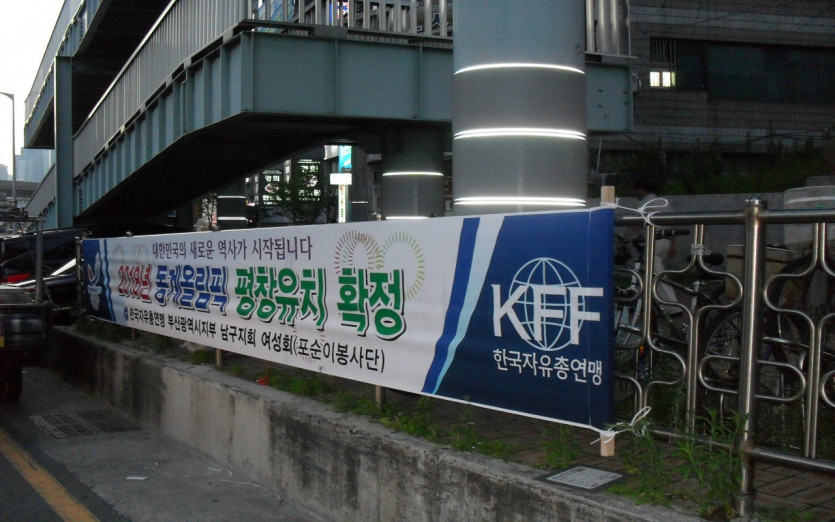 대한민국의 새로운 역사가 시작됩니다
2018년 동계올림픽 평창유치 확정
한국자유총연맹 부산광역시지부 남구지회 여성회(포순이봉사단)
KFF
한국자유총연맹